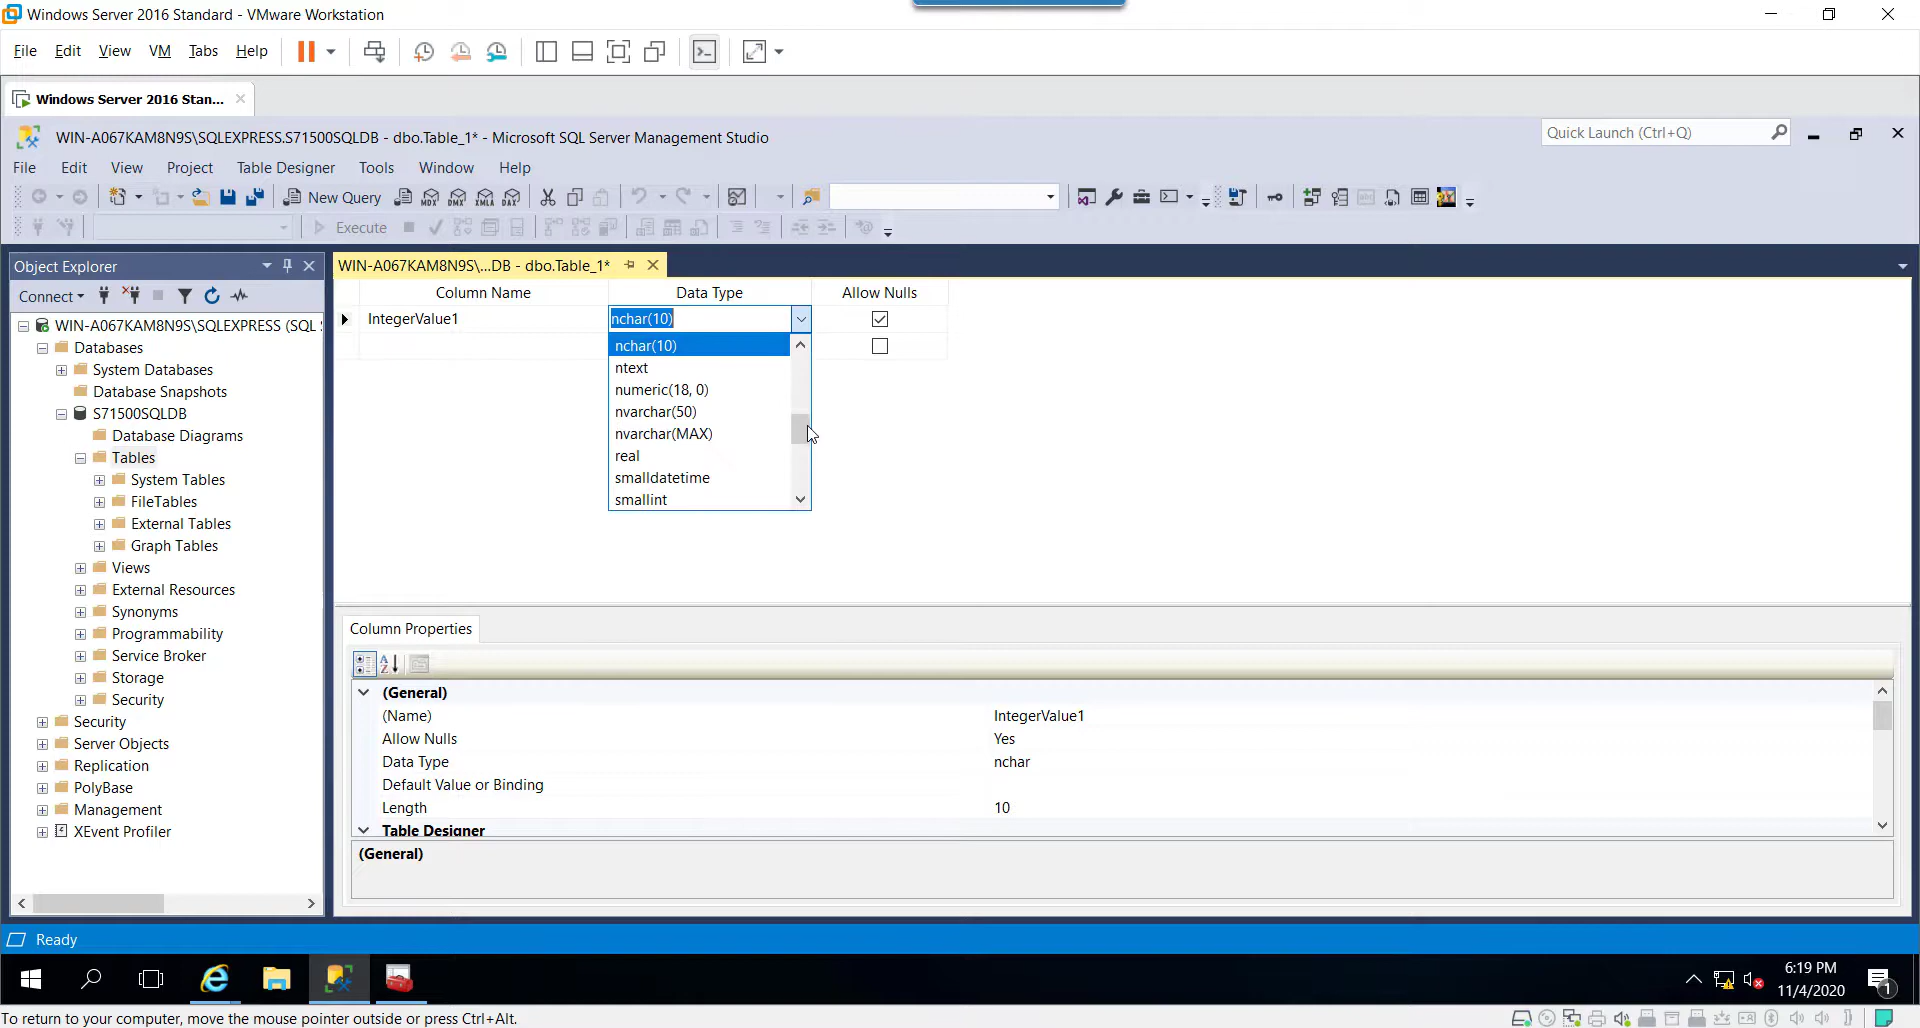 Windows Server 2016 Standard - VMware Workstation
File Edit View VM Tabs Help
Windows Server 2016 Stan...
WIN-A067KAM8N9S\SQLEXPRESS.S71500SQLDB - dbo.Table_1* - Microsoft SQL Server Management Studio
Quick Launch (Ctrl+Q)
File Edit View Project Table Designer Tools Window Help
New Query
MDX DMX XMLA DAX
Execute
Object Explorer
WIN-A067KAM8N9S\...DB - dbo.Table_1*
Connect
Column Name Data Type Allow Nulls
IntegerValue1 nchar(10)
nchar(10)
ntext
numeric(18, 0)
nvarchar(50)
nvarchar(MAX)
real
smalldatetime
smallint
WIN-A067KAM8N9S\SQLEXPRESS (SQL S
Databases
System Databases
Database Snapshots
S71500SQLDB
Database Diagrams
Tables
System Tables
FileTables
External Tables
Graph Tables
Views
External Resources
Synonyms
Programmability
Service Broker
Storage
Security
Security
Server Objects
Replication
PolyBase
Management
XEvent Profiler
Column Properties
(General)
(Name) IntegerValue1
Allow Nulls Yes
Data Type nchar
Default Value or Binding
Length 10
Table Designer
(General)
Ready
6:19 PM
11/4/2020
1
To return to your computer, move the mouse pointer outside or press Ctrl+Alt.